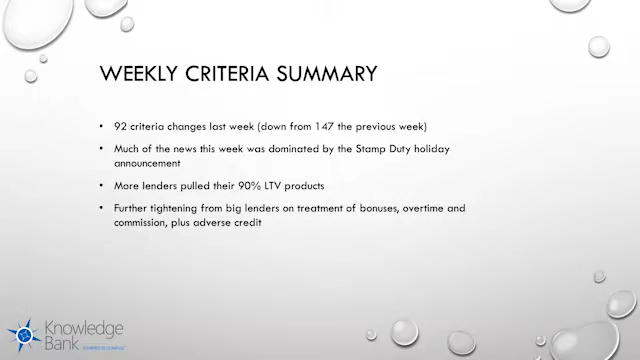 WEEKLY CRITERIA SUMMARY
• 92 criteria changes last week (down from 147 the previous week)
• Much of the news this week was dominated by the Stamp Duty holiday
announcement
• More lenders pulled their 90% LTV products
• Further tightening from big lenders on treatment of bonuses, overtime and
commission, plus adverse credit
Knowledge
Bank